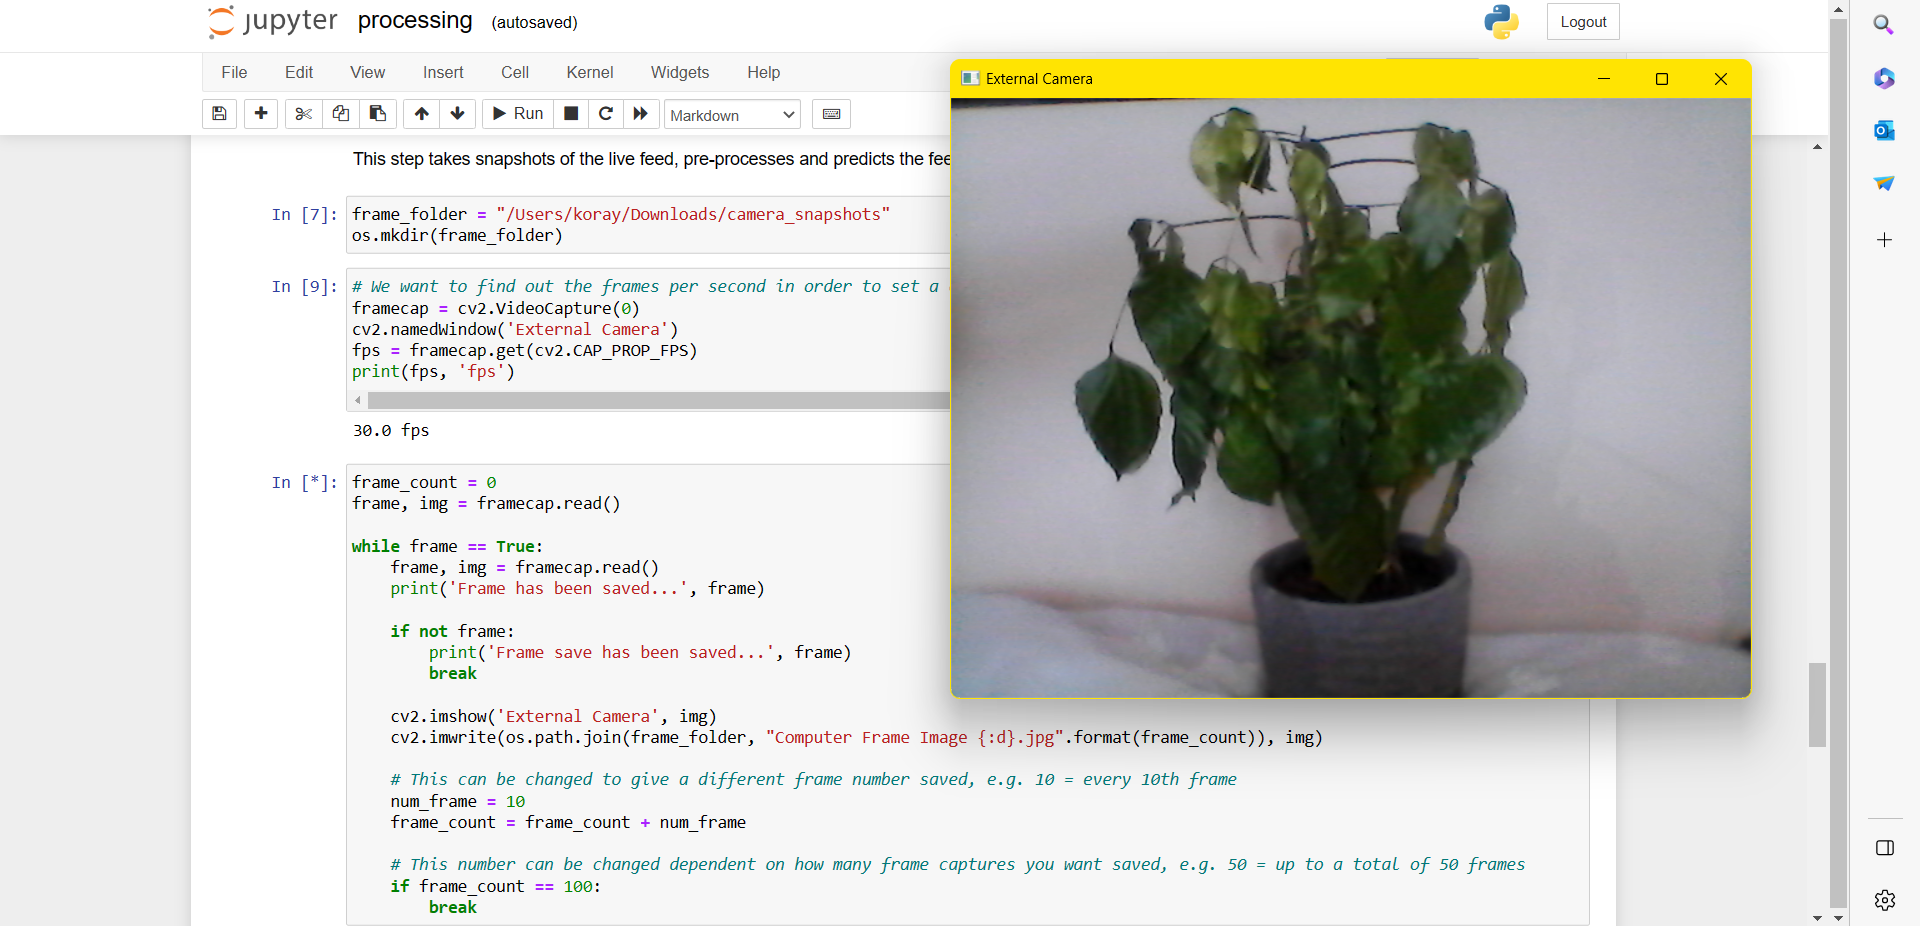 jupyter processing (autosaved)
Logout
File Edit View Insert Cell Kernel Widgets Help
Run Markdown
External Camera
This step takes snapshots of the live feed, pre-processes and predicts the
In [7]: frame_folder = "/Users/koray/Downloads/camera_snapshots"
os.mkdir(frame_folder)
In [9]: # We want to find out the frames per second in order to set a
framecap = cv2.VideoCapture(0)
cv2.namedWindow('External Camera')
fps = framecap.get(cv2.CAP_PROP_FPS)
print(fps, 'fps')
30.0 fps
In [*]: frame_count = 0
frame, img = framecap.read()
while frame == True:
frame, img = framecap.read()
print('Frame has been saved...', frame)
if not frame:
print('Frame save has been saved...', frame)
break
cv2.imshow('External Camera', img)
cv2.imwrite(os.path.join(frame_folder, "Computer Frame Image {:d}.jpg".format(frame_count)), img)
# This can be changed to give a different frame number saved, e.g. 10 = every 10th frame
num_frame = 10
frame_count = frame_count + num_frame
# This number can be changed dependent on how many frame captures you want saved, e.g. 50 = up to a total of 50 frames
if frame_count == 100:
break